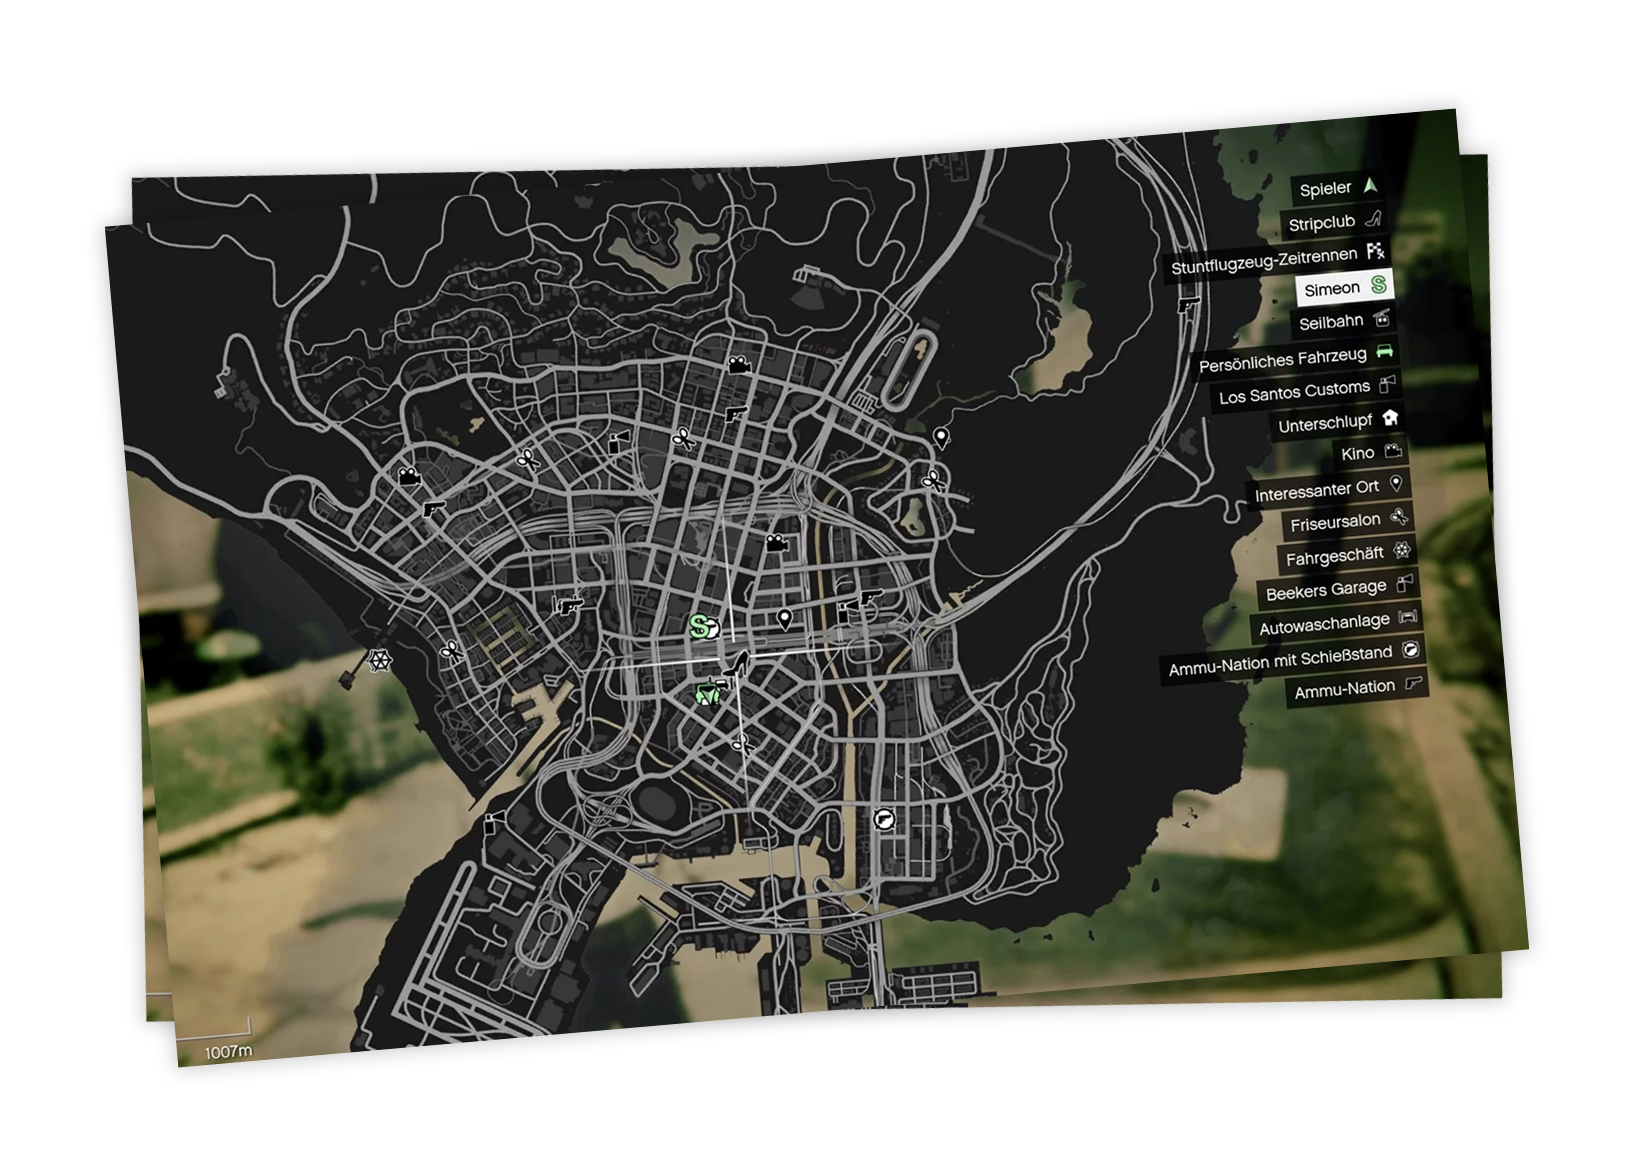 Spieler
Stripclub
Stuntflugzeug-Zeitrennen
Simeon
S
Seilbahn
Persönliches Fahrzeug
Los Santos Customs
Unterschlupf
Kino
Interessanter Ort
Friseursalon
Fahrgeschäft
Beekers Garage
Autowaschanlage
Ammu-Nation mit Schießstand
Ammu-Nation
S
1007m